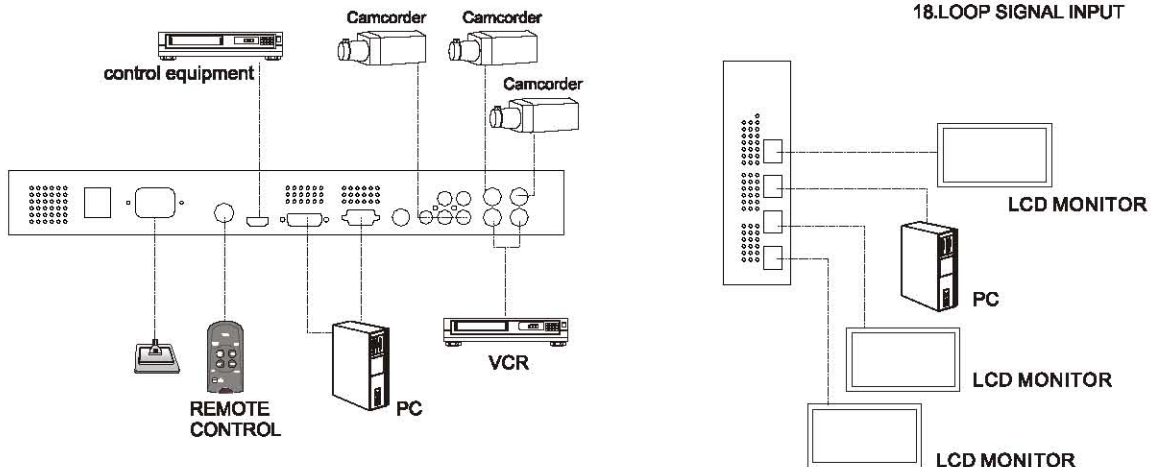 18.LOOP SIGNAL INPUT
Camcorder
Camcorder
control equipment
Camcorder
LCD MONITOR
PC
VCR
LCD MONITOR
REMOTE
CONTROL
PC
LCD MONITOR